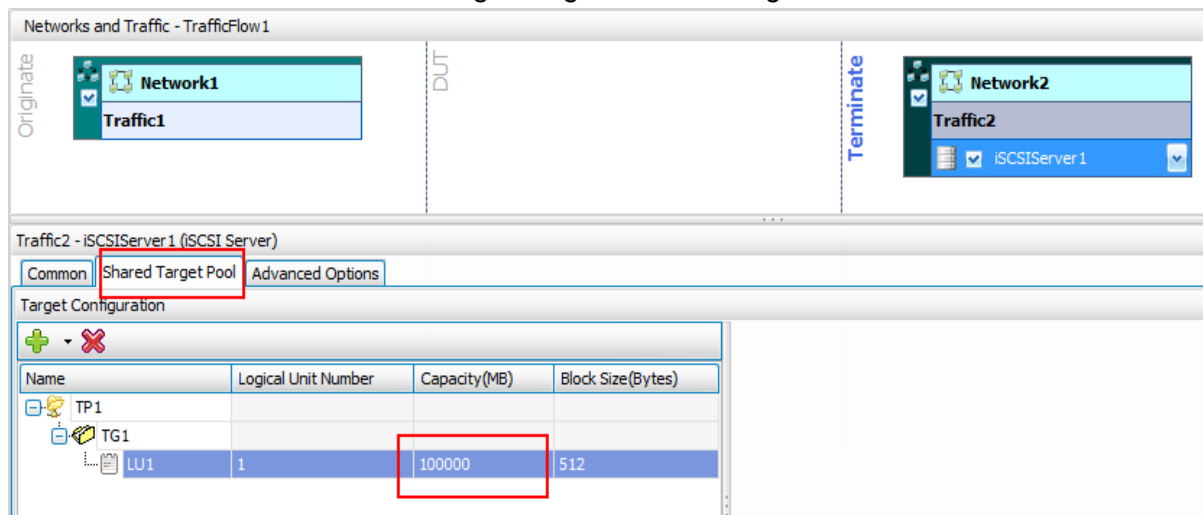 Networks and Traffic - TrafficFlow1
Originate
Network1
Traffic1
DUT
Terminate
Network2
Traffic2
iSCSIServer1
Traffic2 - iSCSIServer1 (iSCSI Server)
Common Shared Target Pool Advanced Options
Target Configuration
Name Logical Unit Number Capacity(MB) Block Size(Bytes)
TP1
TG1
LU1 1 100000 512